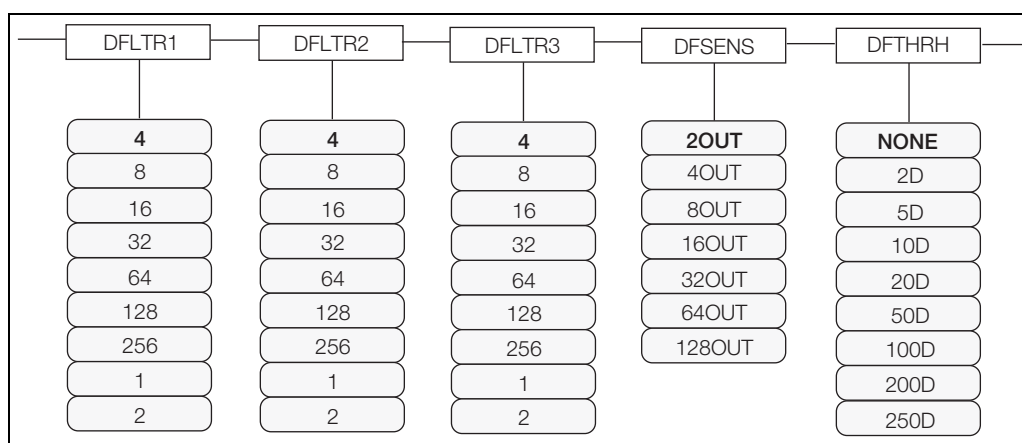 DFLTR1 DFLTR2 DFLTR3 DFSENS DFTHRH
4 4 4 2OUT NONE
8 8 8 4OUT 2D
16 16 16 8OUT 5D
32 32 32 16OUT 10D
64 64 64 32OUT 20D
128 128 128 64OUT 50D
256 256 256 128OUT 100D
1 1 1 200D
2 2 2 250D